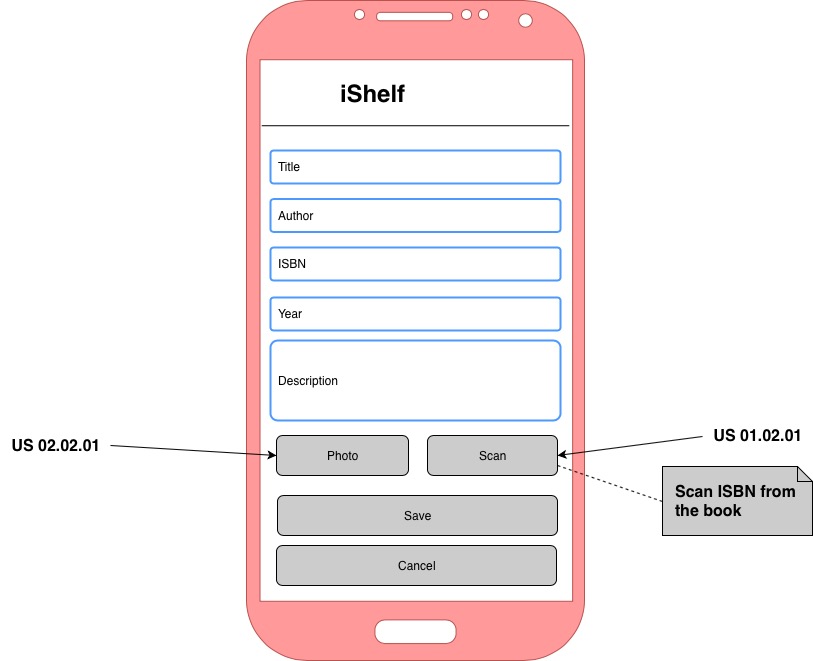 iShelf
Title
Author
ISBN
Year
Description
US 02.02.01
Photo
Scan
US 01.02.01
Scan ISBN from
the book
Save
Cancel